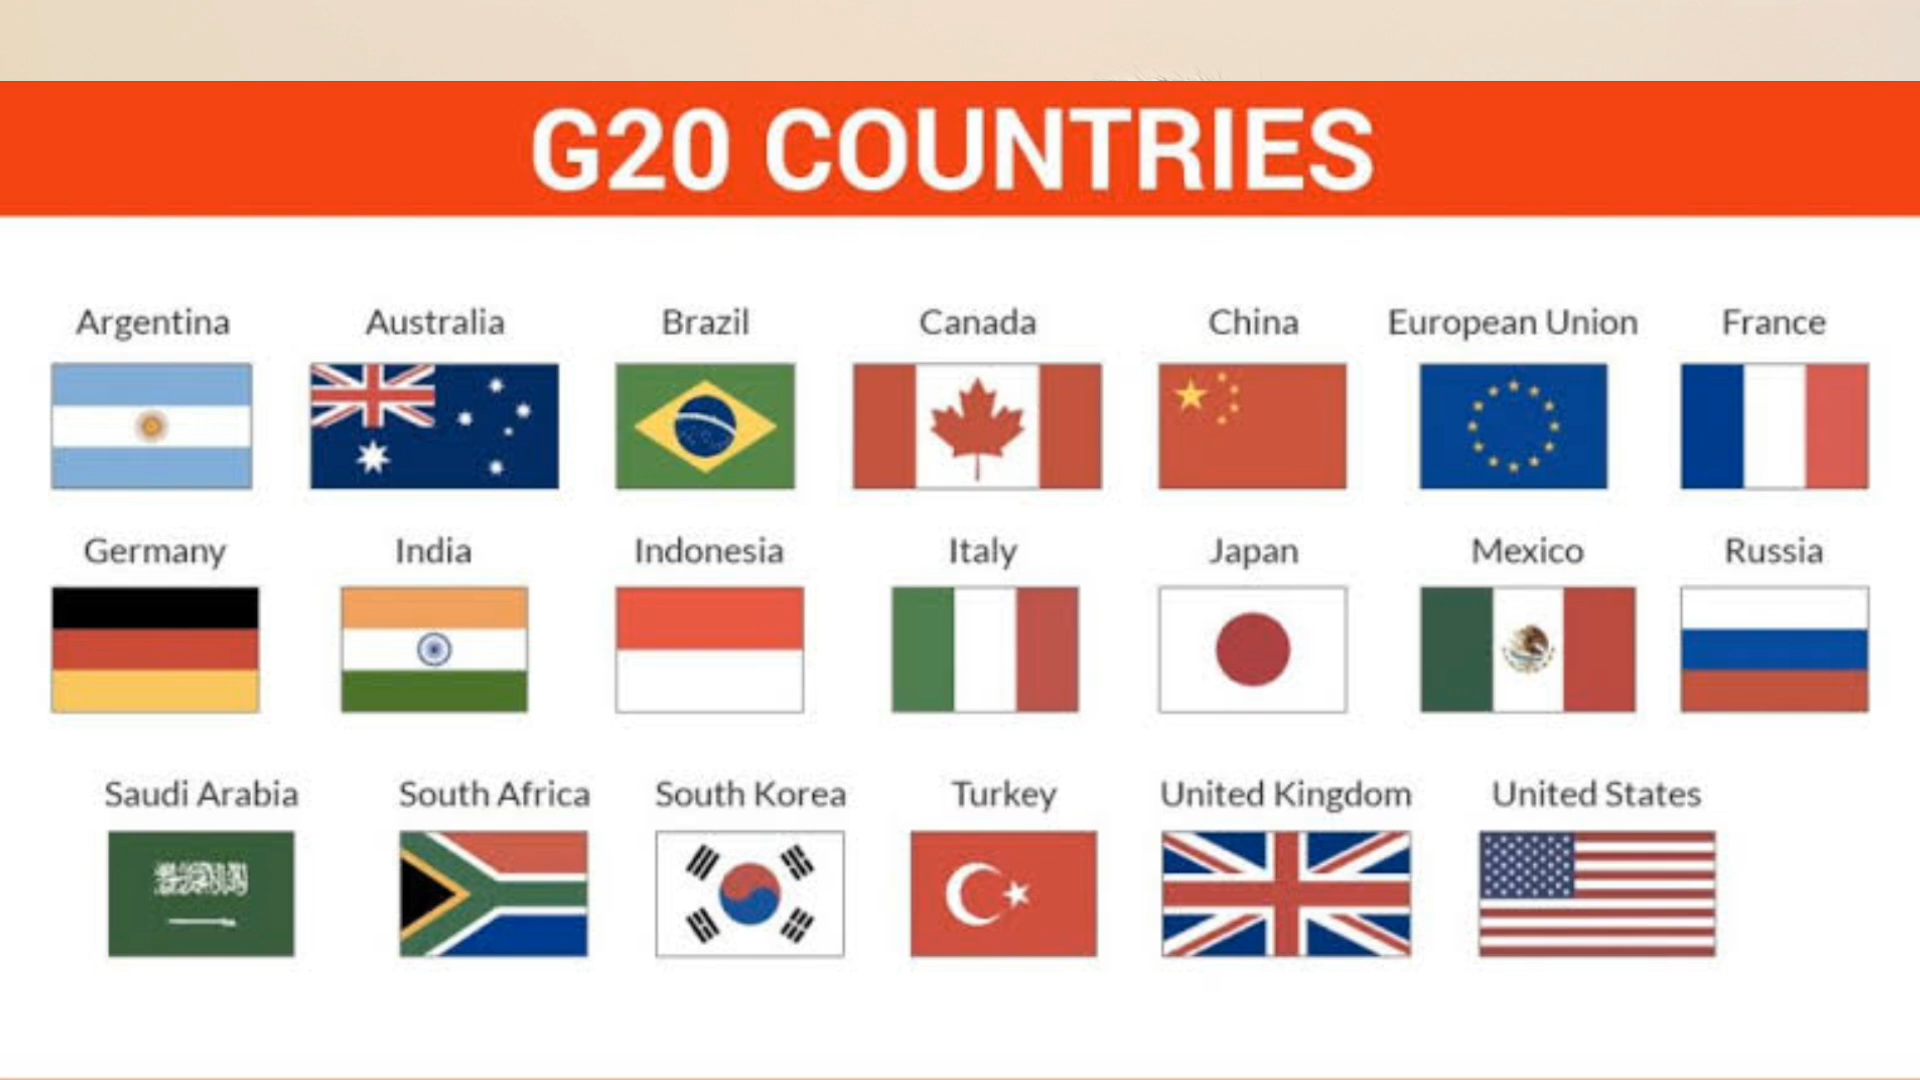 G20 COUNTRIES
Argentina Australia Brazil Canada China European Union France
Germany India Indonesia Italy Japan Mexico Russia
Saudi Arabia South Africa South Korea Turkey United Kingdom United States